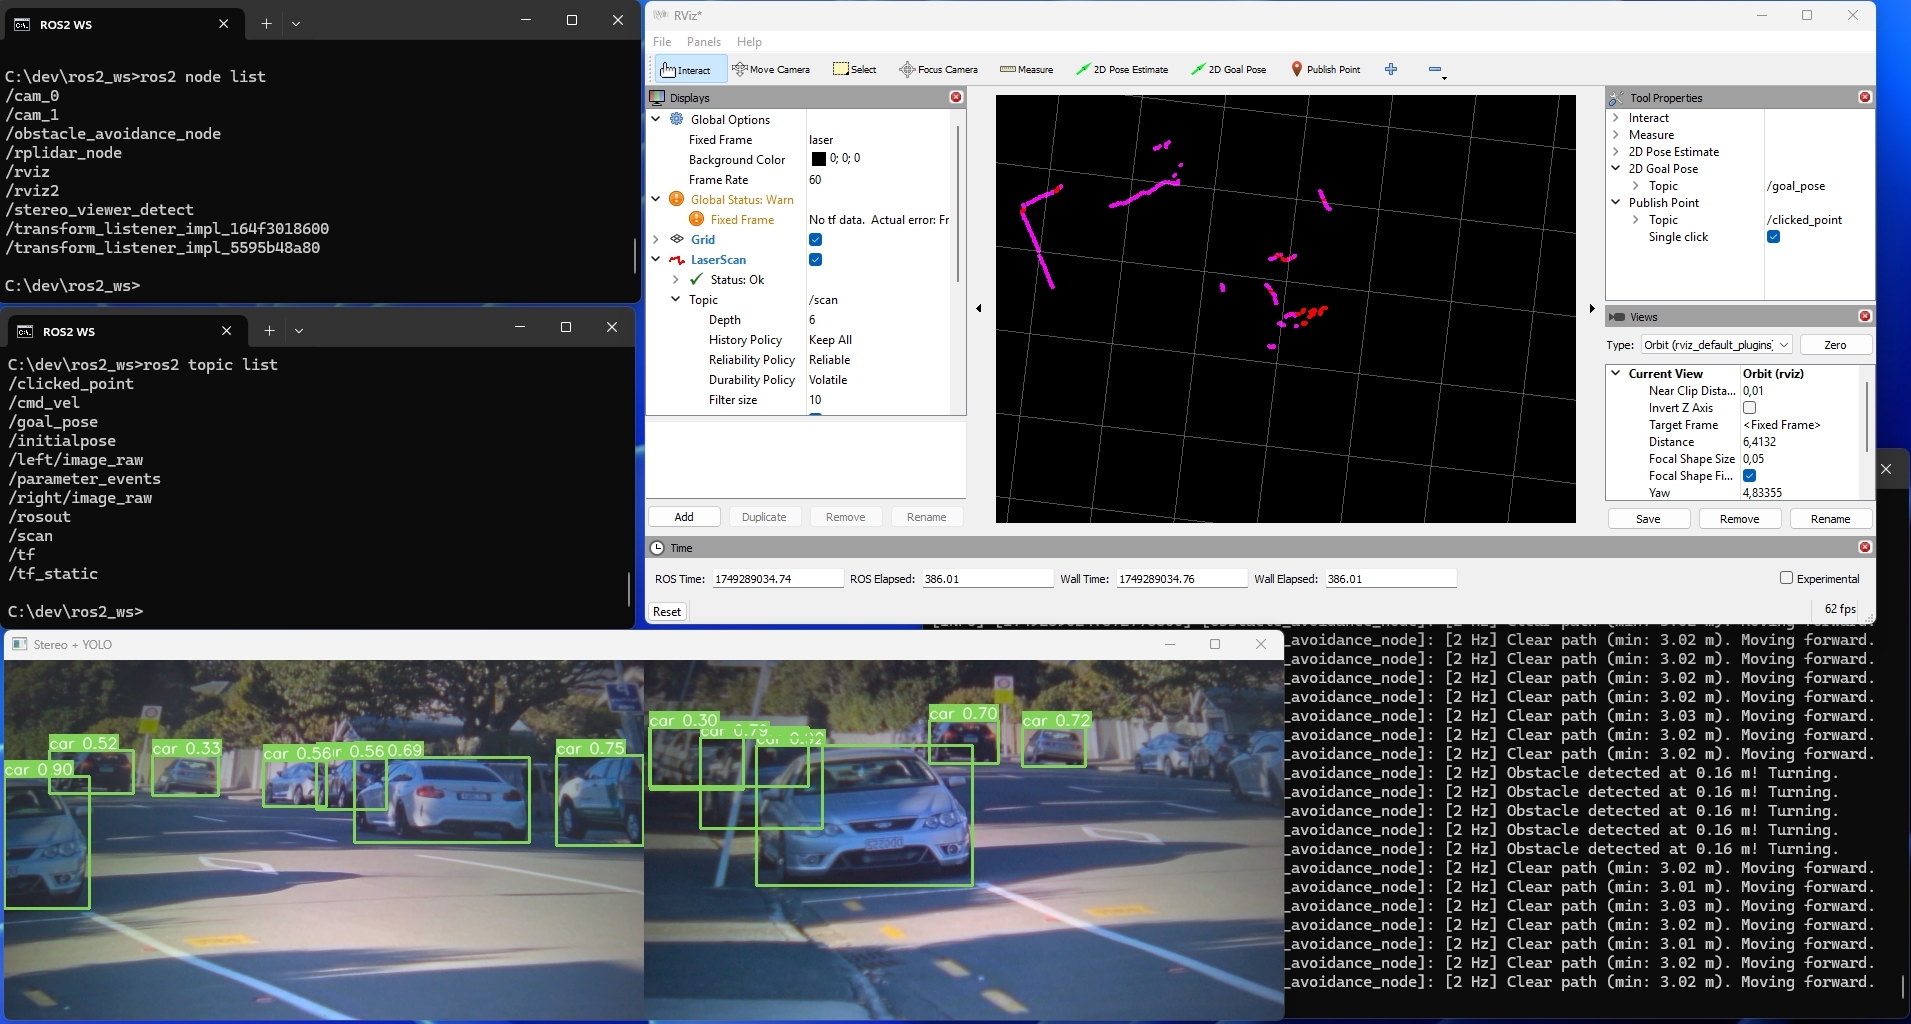 ROS2 WS
C:\dev\ros2_ws>ros2 node list
/cam_0
/cam_1
/obstacle_avoidance_node
/rplidar_node
/rviz
/rviz2
/stereo_viewer_detect
/transform_listener_impl_164f3018600
/transform_listener_impl_5595b48a80
C:\dev\ros2_ws>
ROS2 WS
C:\dev\ros2_ws>ros2 topic list
/clicked_point
/cmd_vel
/goal_pose
/initialpose
/left/image_raw
/parameter_events
/right/image_raw
/rosout
/scan
/tf
/tf_static
C:\dev\ros2_ws>
RViz*
File Panels Help
Interact Move Camera Select Focus Camera Measure 2D Pose Estimate 2D Goal Pose Publish Point
Displays
Global Options
Fixed Frame laser
Background Color 0; 0; 0
Frame Rate 60
Global Status: Warn
Fixed Frame No tf data. Actual error: Fr
Grid
LaserScan
Status: Ok
Topic /scan
Depth 6
History Policy Keep All
Reliability Policy Reliable
Durability Policy Volatile
Filter size 10
Add Duplicate Remove Rename
Tool Properties
Interact
Measure
2D Pose Estimate
2D Goal Pose
Topic /goal_pose
Publish Point
Topic /clicked_point
Single click
Views
Type: Orbit (rviz_default_plugins) Zero
Current View Orbit (rviz)
Near Clip Dista... 0,01
Invert Z Axis
Target Frame <Fixed Frame>
Distance 6,4132
Focal Shape Size 0,05
Focal Shape Fi...
Yaw 4,83355
Save Remove Rename
Time
ROS Time: 1749289034.74 ROS Elapsed: 386.01 Wall Time: 1749289034.76 Wall Elapsed: 386.01 Experimental
Reset 62 fps
Stereo + YOLO
car 0.52
car 0.33
car 0.90
car 0.56
0.56
0.69
car 0.75
car 0.30
car 0.79
car
car 0.70
car 0.72
_avoidance_node]: [2 Hz] Clear path (min: 3.02 m). Moving forward.
_avoidance_node]: [2 Hz] Clear path (min: 3.02 m). Moving forward.
_avoidance_node]: [2 Hz] Clear path (min: 3.02 m). Moving forward.
_avoidance_node]: [2 Hz] Clear path (min: 3.02 m). Moving forward.
_avoidance_node]: [2 Hz] Clear path (min: 3.03 m). Moving forward.
_avoidance_node]: [2 Hz] Clear path (min: 3.02 m). Moving forward.
_avoidance_node]: [2 Hz] Clear path (min: 3.02 m). Moving forward.
_avoidance_node]: [2 Hz] Obstacle detected at 0.16 m! Turning.
_avoidance_node]: [2 Hz] Obstacle detected at 0.16 m! Turning.
_avoidance_node]: [2 Hz] Obstacle detected at 0.16 m! Turning.
_avoidance_node]: [2 Hz] Obstacle detected at 0.16 m! Turning.
_avoidance_node]: [2 Hz] Obstacle detected at 0.16 m! Turning.
_avoidance_node]: [2 Hz] Clear path (min: 3.02 m). Moving forward.
_avoidance_node]: [2 Hz] Clear path (min: 3.01 m). Moving forward.
_avoidance_node]: [2 Hz] Clear path (min: 3.03 m). Moving forward.
_avoidance_node]: [2 Hz] Clear path (min: 3.02 m). Moving forward.
_avoidance_node]: [2 Hz] Clear path (min: 3.01 m). Moving forward.
_avoidance_node]: [2 Hz] Clear path (min: 3.02 m). Moving forward.
_avoidance_node]: [2 Hz] Clear path (min: 3.02 m). Moving forward.